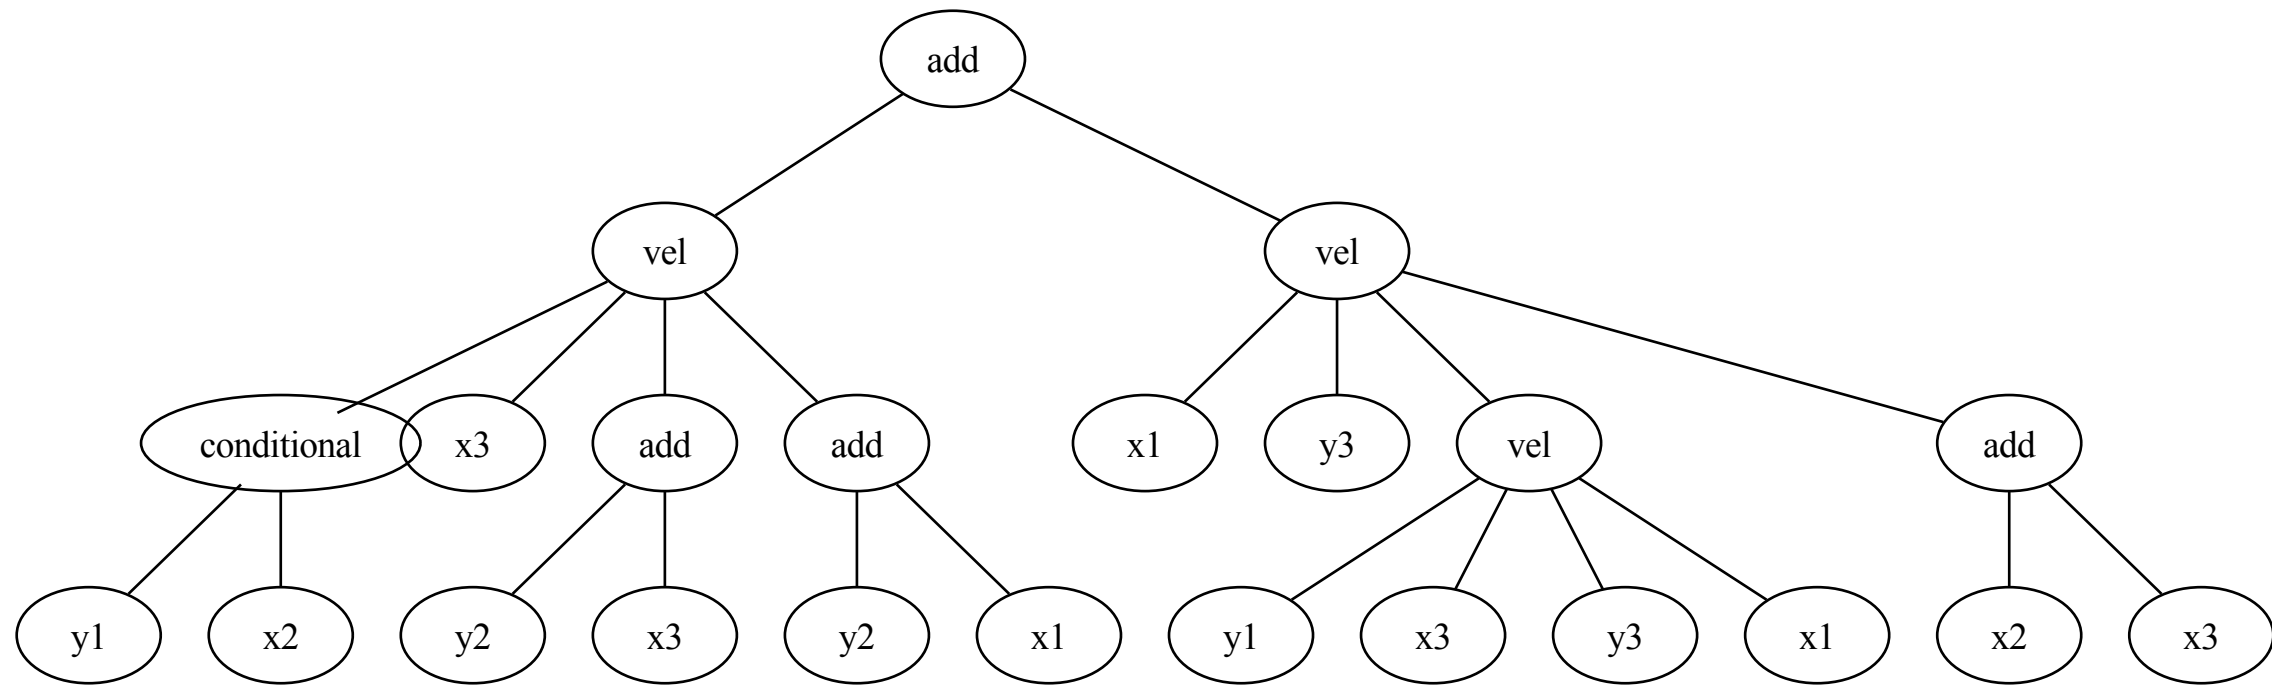 add
vel vel
conditional x3 add add x1 y3 vel add
y1 x2 y2 x3 y2 x1 y1 x3 y3 x1 x2 x3